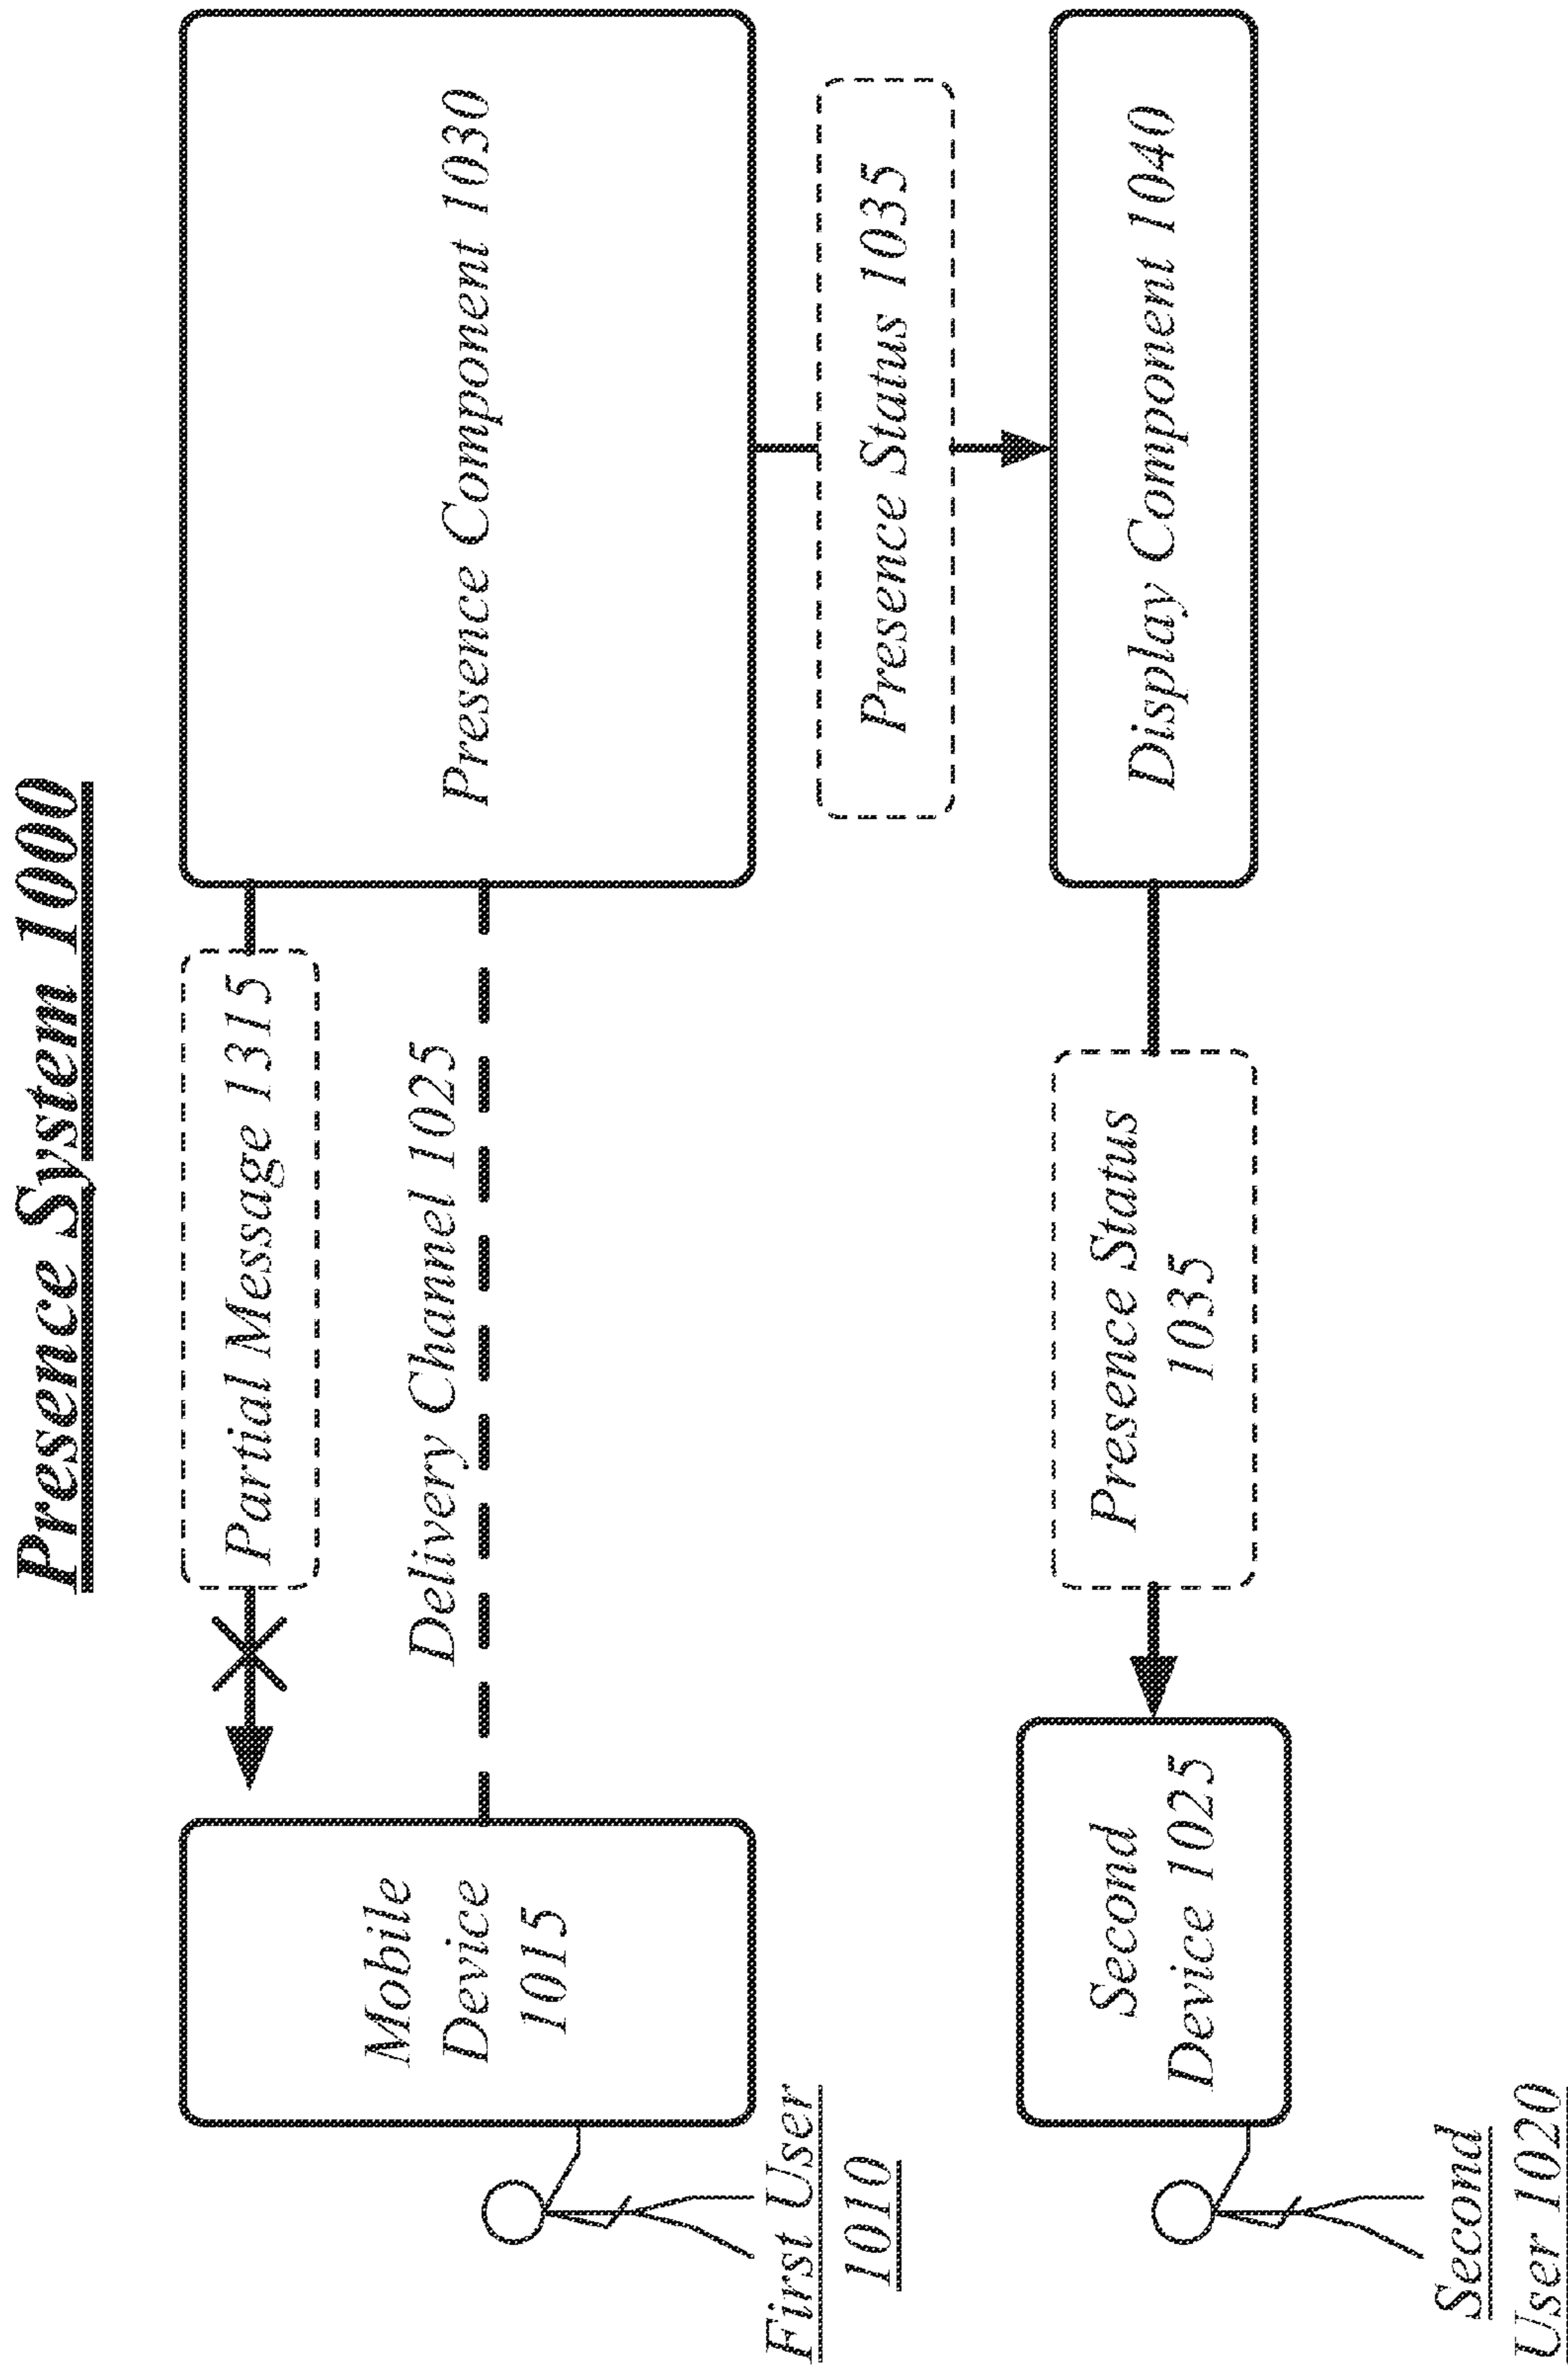 Presence System 1000
Partial Message 1315
Presence Component 1030
Mobile
Device
1015
Delivery Channel 1025
First User
1010
Presence Status 1035
Second
Device 1025
Presence Status
1035
Display Component 1040
Second
User 1020